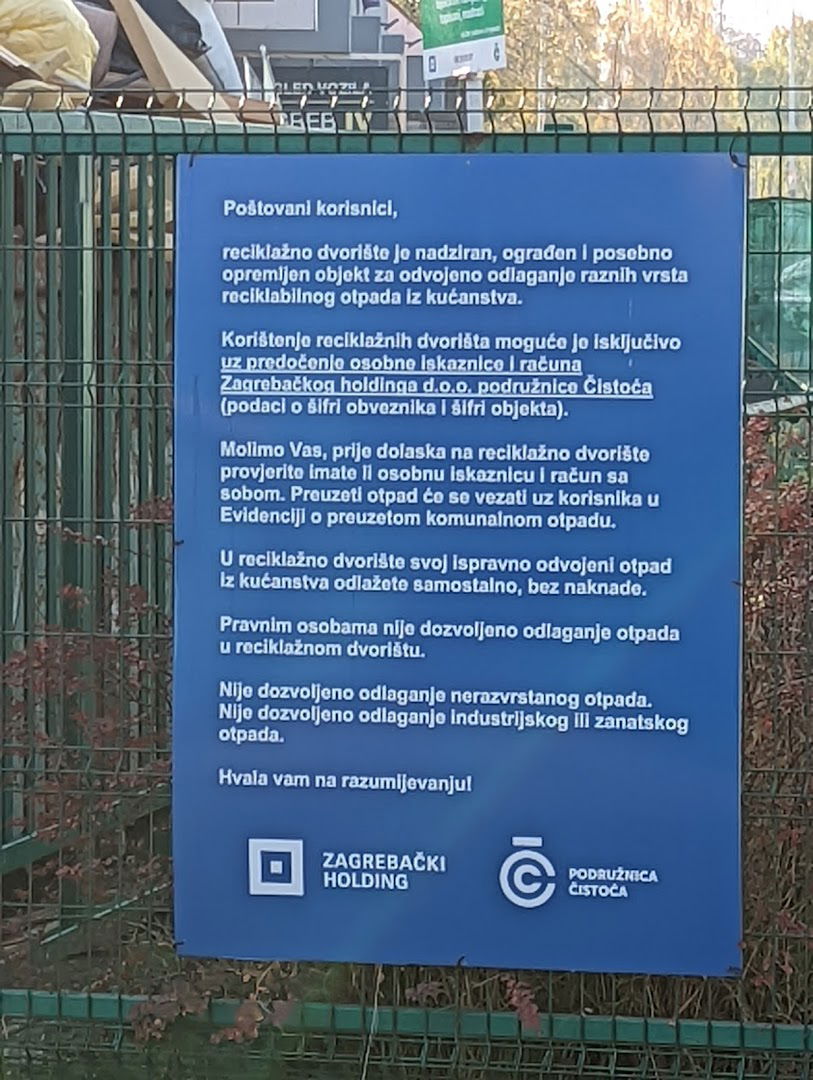 Poštovani korisnici,
reciklažno dvorište je nadziran, ograđen i posebno
opremljen objekt za odvojeno odlaganje raznih vrsta
reciklabilnog otpada iz kućanstva.
Korištenje reciklažnih dvorišta moguće je isključivo
uz predočenje osobne iskaznice i računa
Zagrebačkog holdinga d.o.o. podružnice Čistoća
(podaci o šifri obveznika i šifri objekta).
Molimo Vas, prije dolaska na reciklažno dvorište
provjerite imate li osobnu iskaznicu i račun sa
sobom. Preuzeti otpad će se vezati uz korisnika u
Evidenciji o preuzetom komunalnom otpadu.
U reciklažno dvorište svoj ispravno odvojeni otpad
iz kućanstva odlažete samostalno, bez naknade.
Pravnim osobama nije dozvoljeno odlaganje otpada
u reciklažnom dvorištu.
Nije dozvoljeno odlaganje nerazvrstanog otpada.
Nije dozvoljeno odlaganje industrijskog ili zanatskog
otpada.
Hvala vam na razumijevanju!
ZAGREBAČKI
HOLDING
PODRUŽNICA
ČISTOĆA